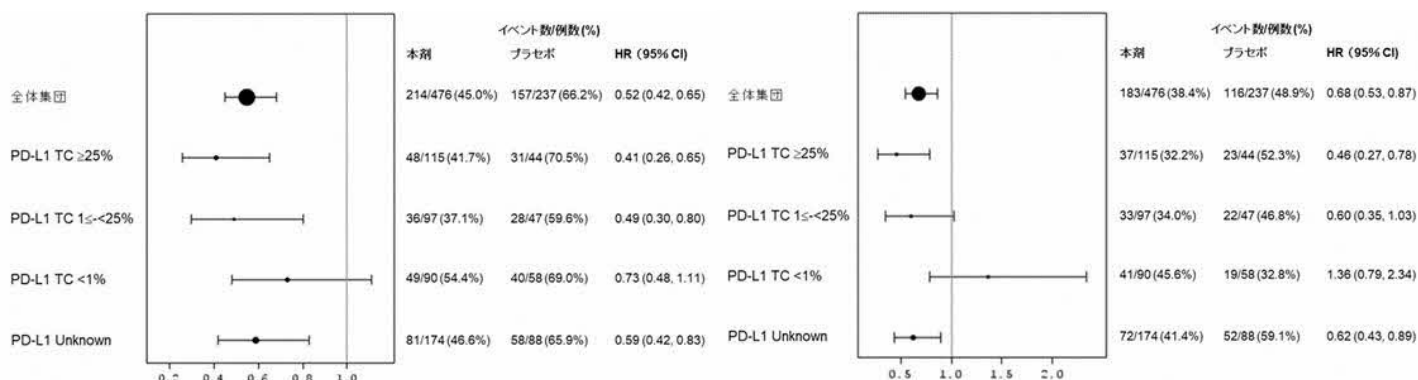 イベント数/例数(%)
本剤 プラセボ HR (95% CI)
全体集団 214/476 (45.0%) 157/237 (66.2%) 0.52 (0.42, 0.65)
PD-L1 TC ≥25% 48/115 (41.7%) 31/44 (70.5%) 0.41 (0.26, 0.65)
PD-L1 TC 1≤-<25% 36/97 (37.1%) 28/47 (59.6%) 0.49 (0.30, 0.80)
PD-L1 TC <1% 49/90 (54.4%) 40/58 (69.0%) 0.73 (0.48, 1.11)
PD-L1 Unknown 81/174 (46.6%) 58/88 (65.9%) 0.59 (0.42, 0.83)
0.2 0.4 0.6 0.8 1.0
イベント数/例数(%)
本剤 プラセボ HR (95% CI)
全体集団 183/476 (38.4%) 116/237 (48.9%) 0.68 (0.53, 0.87)
PD-L1 TC ≥25% 37/115 (32.2%) 23/44 (52.3%) 0.46 (0.27, 0.78)
PD-L1 TC 1≤-<25% 33/97 (34.0%) 22/47 (46.8%) 0.60 (0.35, 1.03)
PD-L1 TC <1% 41/90 (45.6%) 19/58 (32.8%) 1.36 (0.79, 2.34)
PD-L1 Unknown 72/174 (41.4%) 52/88 (59.1%) 0.62 (0.43, 0.89)
0.5 1.0 1.5 2.0